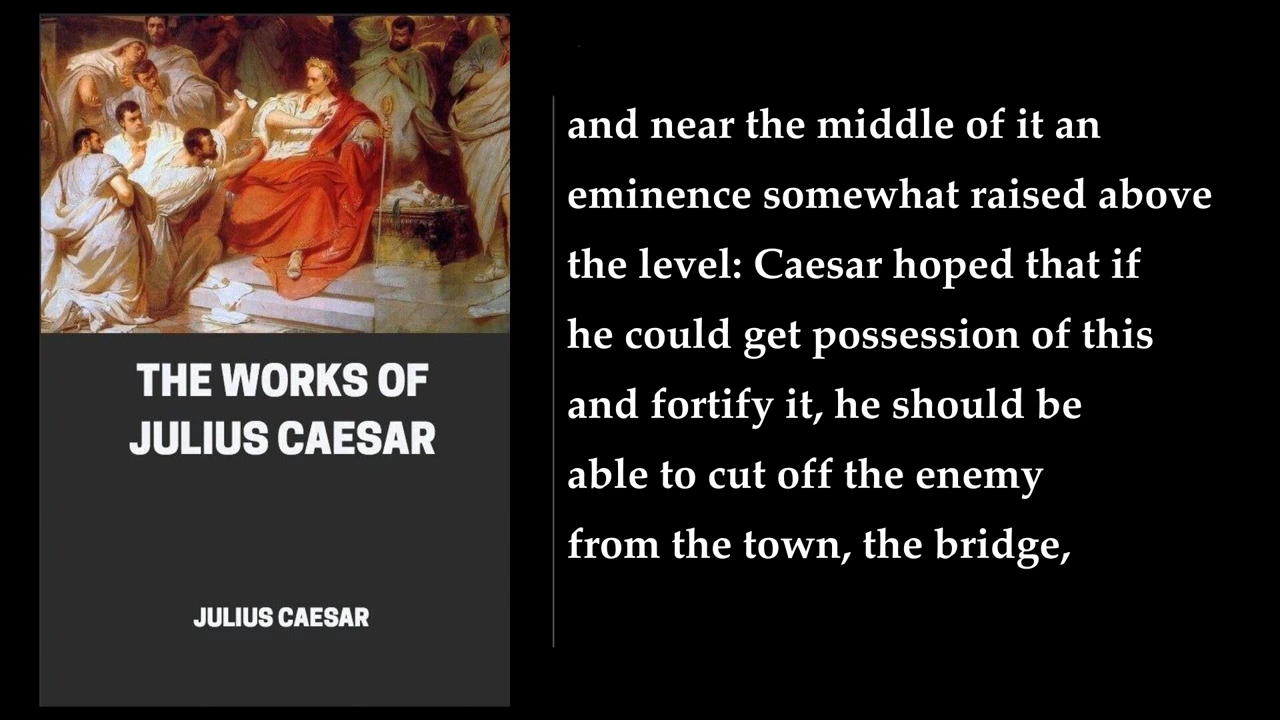 THE WORKS OF
JULIUS CAESAR
JULIUS CAESAR
and near the middle of it an
eminence somewhat raised above
the level: Caesar hoped that if
he could get possession of this
and fortify it, he should be
able to cut off the enemy
from the town, the bridge,